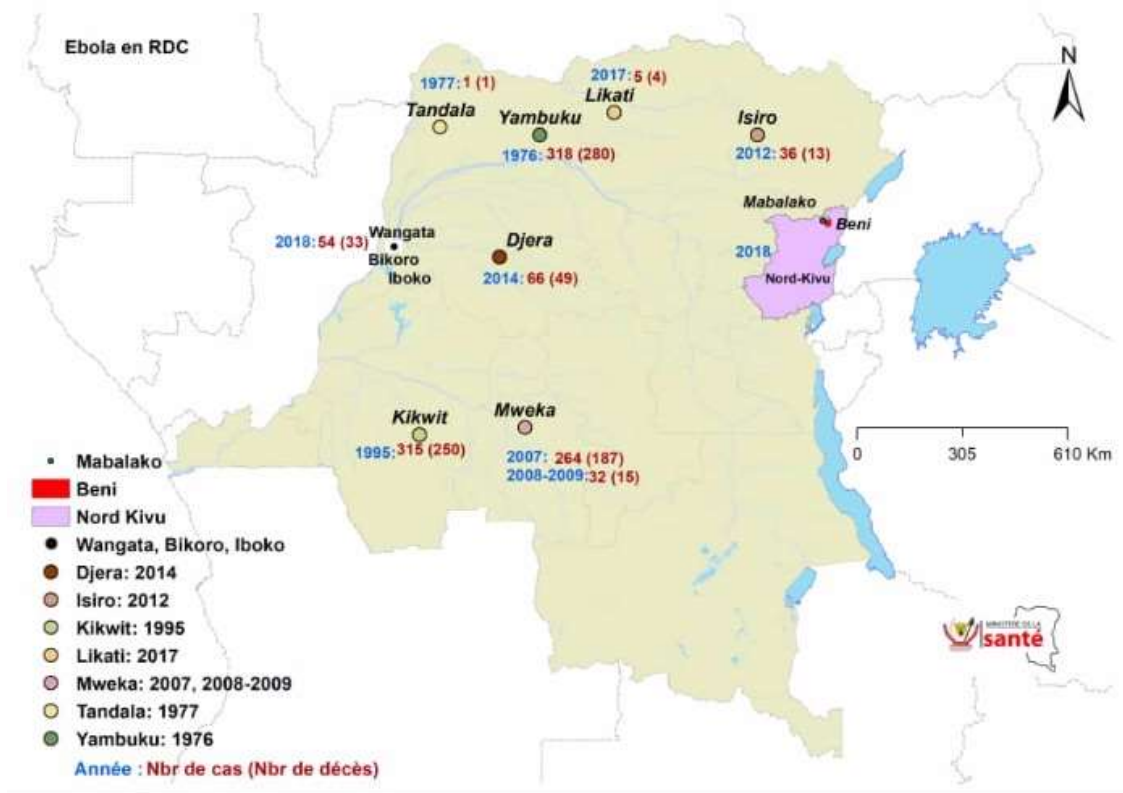 Ebola en RDC
N
1977: 1 (1)
Tandala
2017: 5 (4)
Likati
Yambuku
1976: 318 (280)
Isiro
2012: 36 (13)
Mabalako
Beni
2018
Nord-Kivu
2018: 54 (33)
Wangata
Bikoro
Iboko
Djera
2014: 66 (49)
Kikwit
1995: 315 (250)
Mweka
2007: 264 (187)
2008-2009: 32 (15)
0 305 610 Km
Mabalako
Beni
Nord Kivu
Wangata, Bikoro, Iboko
Djera: 2014
Isiro: 2012
Kikwit: 1995
Likati: 2017
Mweka: 2007, 2008-2009
Tandala: 1977
Yambuku: 1976
Année : Nbr de cas (Nbr de décès)
MINISTERE DE LA
santé